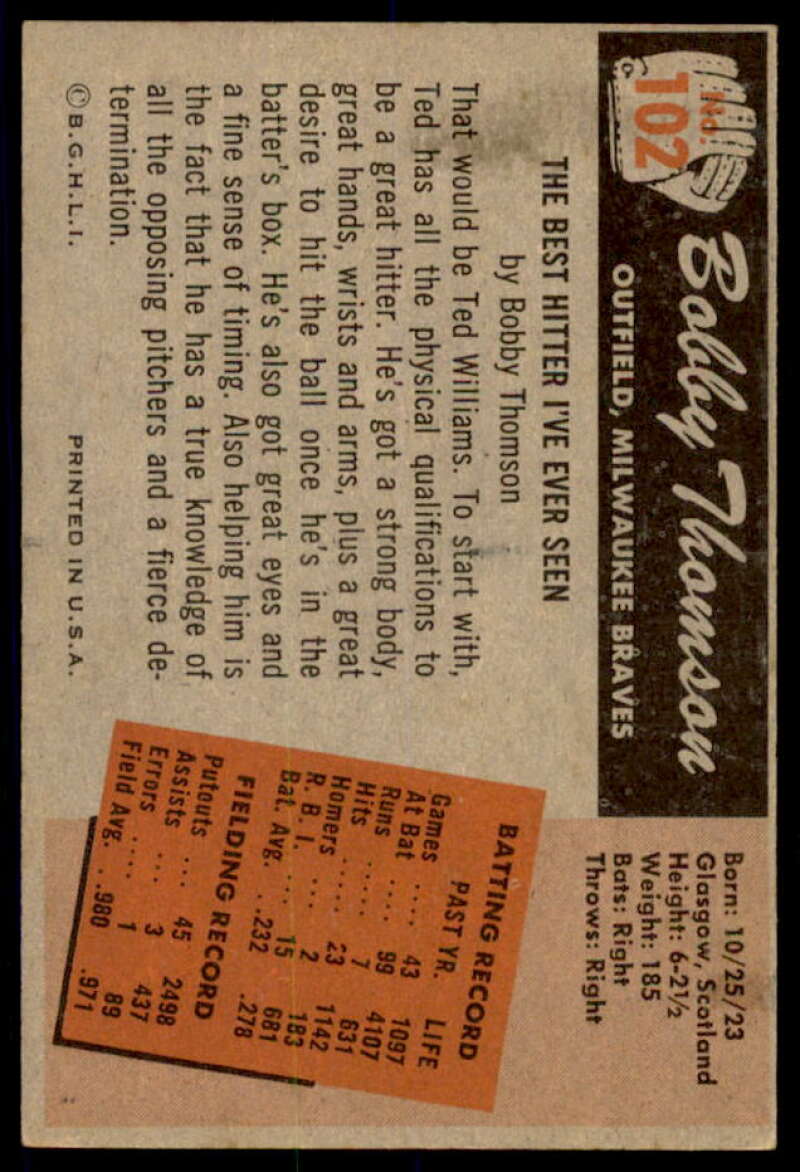 No.
102
Bobby Thomson
OUTFIELD, MILWAUKEE BRAVES
Born: 10/25/23
Glasgow, Scotland
Height: 6-2½
Weight: 185
Bats: Right
Throws: Right
THE BEST HITTER I'VE EVER SEEN
by Bobby Thomson
That would be Ted Williams. To start with,
Ted has all the physical qualifications to
be a great hitter. He's got a strong body,
great hands, wrists and arms, plus a great
desire to hit the ball once he's in the
batter's box. He's also got great eyes and
a fine sense of timing. Also helping him is
the fact that he has a true knowledge of
all the opposing pitchers and a fierce de-
termination.
©B.G.H.L.I. PRINTED IN U.S.A.
BATTING RECORD
PAST YR. LIFE
Games .... 43 1097
At Bat .... 99 4107
Runs ..... 7 631
Hits ..... 23 1142
Homers ... 2 183
R. B. I. ... 15 681
Bat. Avg. . .232 .278
FIELDING RECORD
Putouts ... 45 2498
Assists ... 3 437
Errors .... 1 89
Field Avg. . .980 .971